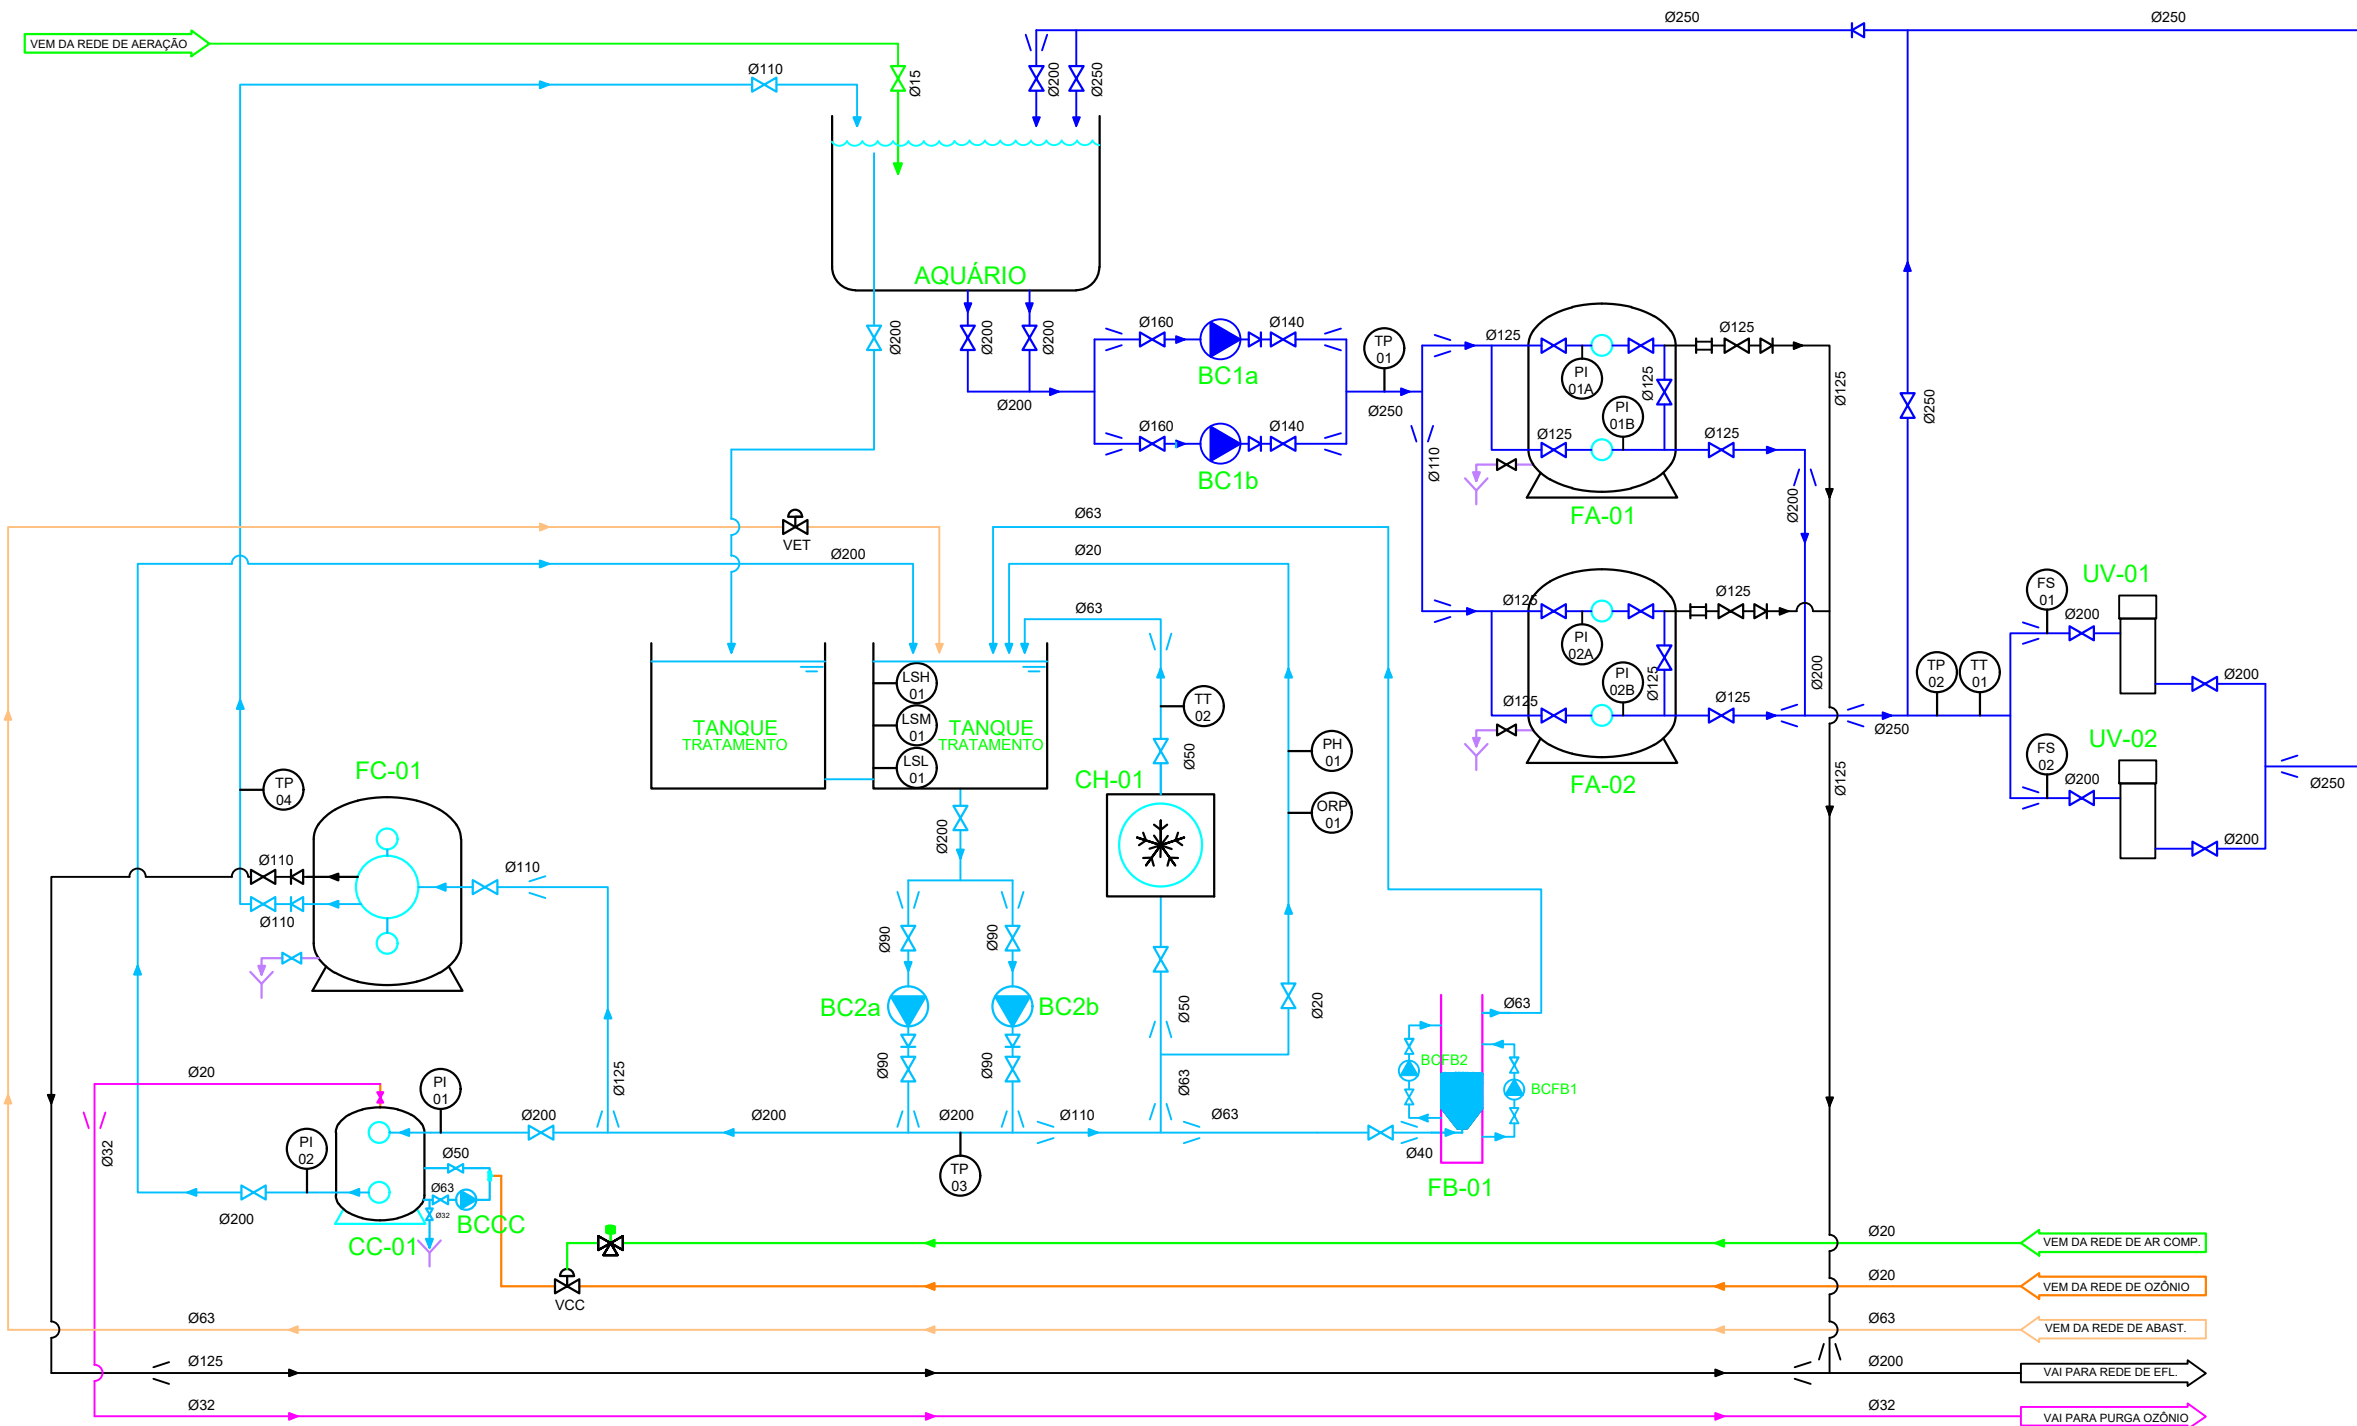 Ø250
Ø250
VEM DA REDE DE AERAÇÃO
Ø110
Ø15
Ø200
Ø250
AQUÁRIO
Ø200
Ø200
Ø200
Ø200
Ø160
Ø140
BC1a
Ø160
Ø140
BC1b
TP
01
Ø250
Ø125
Ø110
PI
01A
PI
01B
Ø125
Ø125
Ø125
Ø125
Ø125
FA-01
Ø200
Ø250
VET
Ø200
Ø63
Ø20
Ø63
Ø125
PI
02A
PI
02B
Ø125
Ø125
Ø125
Ø125
FA-02
Ø200
Ø250
Ø125
TP
02
TT
01
FS
01
Ø200
UV-01
Ø200
FS
02
Ø200
UV-02
Ø200
Ø250
LSH
01
LSM
01
LSL
01
TANQUE
TRATAMENTO
TANQUE
TRATAMENTO
TT
02
Ø50
CH-01
PH
01
ORP
01
FC-01
TP
04
Ø110
Ø110
Ø110
Ø200
Ø90
Ø90
BC2a
BC2b
Ø90
Ø90
Ø50
Ø20
Ø63
Ø63
BCFB2
BCFB1
Ø20
Ø32
PI
01
Ø125
Ø200
Ø200
Ø200
Ø110
Ø63
Ø40
FB-01
TP
03
PI
02
Ø50
Ø63
Ø32
Ø200
BCCC
CC-01
VCC
Ø20
VEM DA REDE DE AR COMP.
Ø20
VEM DA REDE DE OZÔNIO
Ø63
Ø63
VEM DA REDE DE ABAST.
Ø125
Ø200
VAI PARA REDE DE EFL.
Ø32
Ø32
VAI PARA PURGA OZÔNIO